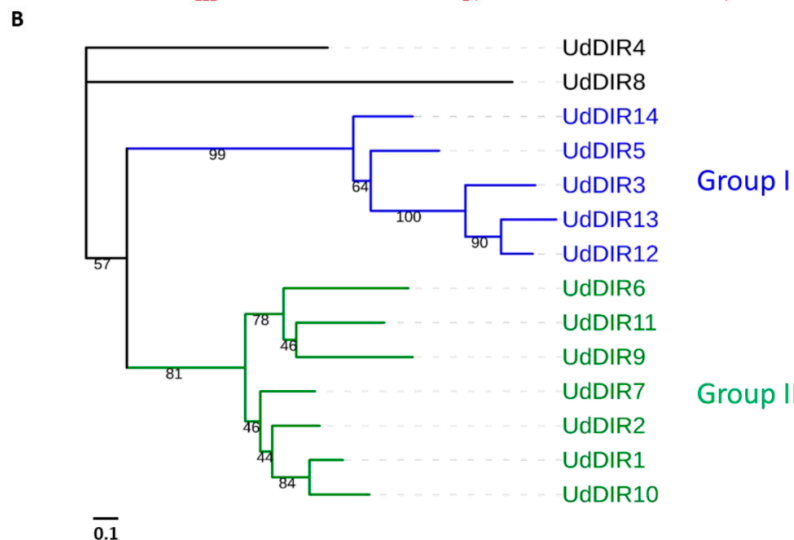 B
UdDIR4
UdDIR8
UdDIR14
99
UdDIR5
64
UdDIR3
Group I
100
UdDIR13
90
UdDIR12
57
UdDIR6
78
UdDIR11
46
UdDIR9
81
UdDIR7
Group II
46
UdDIR2
44
UdDIR1
84
UdDIR10
0.1